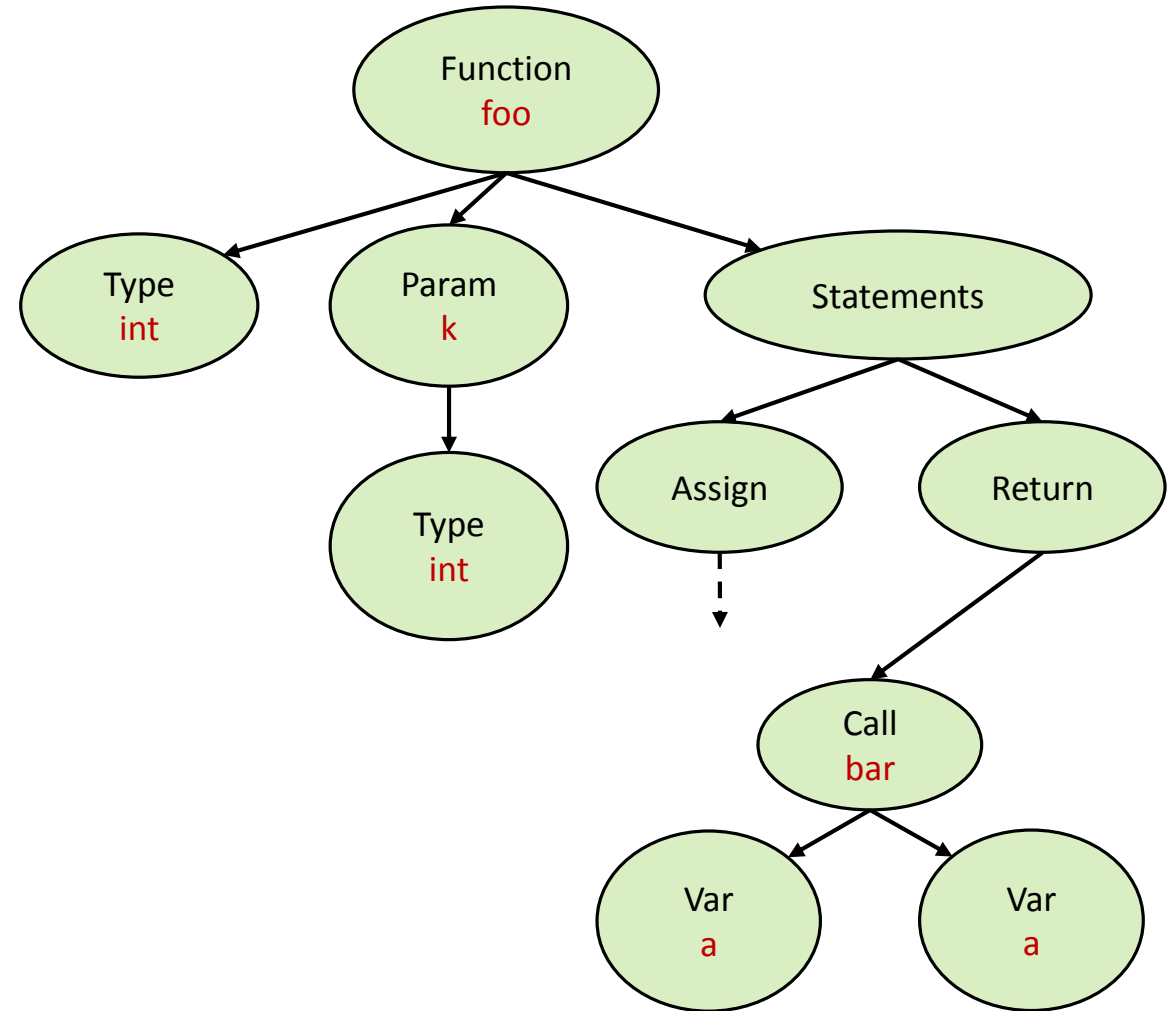 Function
foo
Type
int
Param
k
Statements
Type
int
Assign
Return
Call
bar
Var
a
Var
a